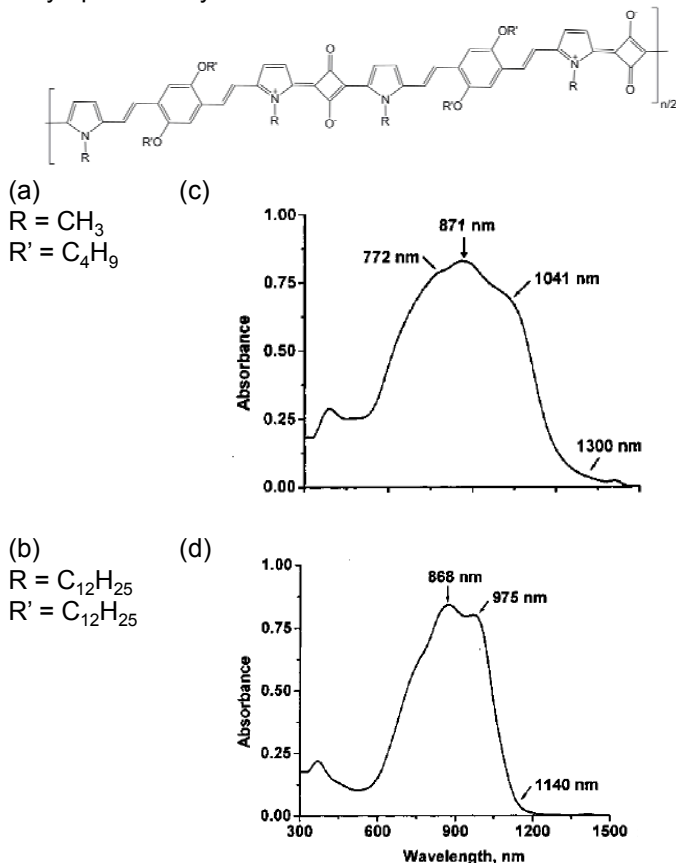 O
O⁻
OR'
OR'
N⁺
R
O
N
R
R'O
N⁺
R
O⁻
N
R
R'O
N⁺
R
O
n/2
(a)
R = CH₃
R' = C₄H₉
(c)
1.00
0.75
0.50
0.25
0.00
Absorbance
772 nm
871 nm
1041 nm
1300 nm
(b)
R = C₁₂H₂₅
R' = C₁₂H₂₅
(d)
1.00
0.75
0.50
0.25
0.00
Absorbance
868 nm
975 nm
1140 nm
300 600 900 1200 1500
Wavelength, nm